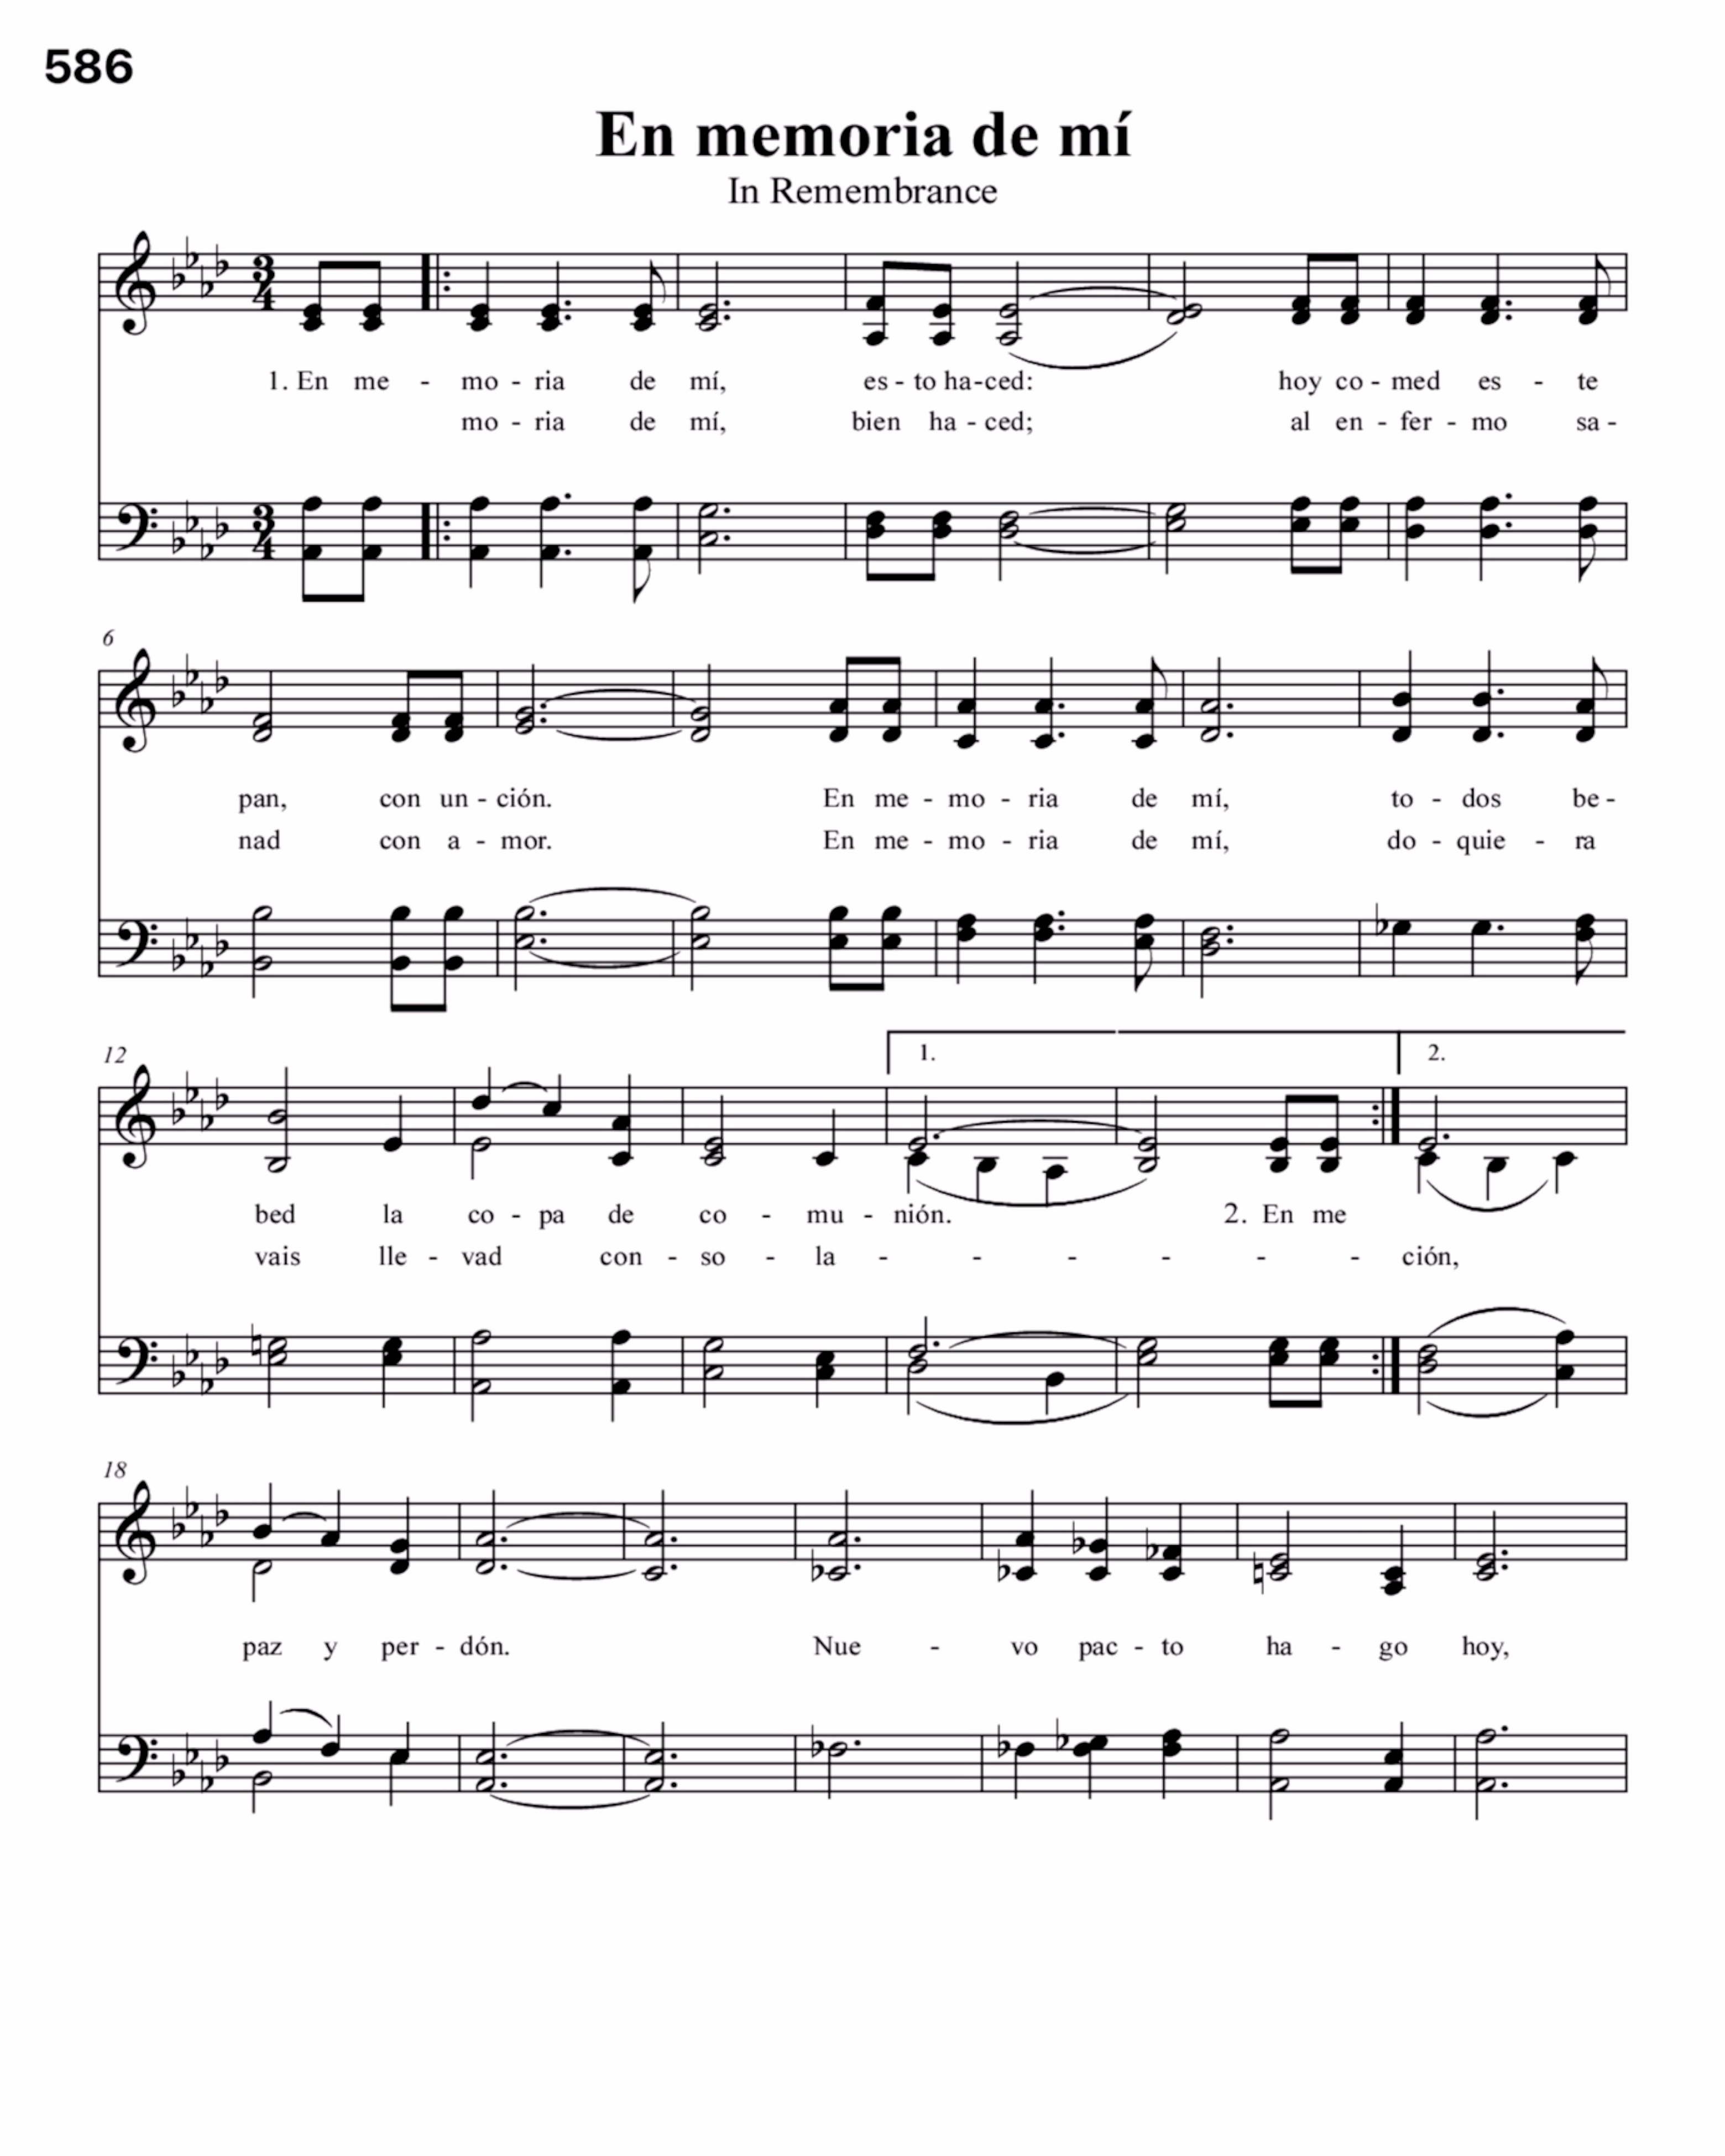 586
En memoria de mí
In Remembrance
3 4
1. En me - mo - ria de mí, es - to ha - ced: hoy co - med es - te
mo - ria de mí, bien ha - ced; al en - fer - mo sa -
3 4
6
pan, con un - ción. En me - mo - ria de mí, to - dos be -
nad con a - mor. En me - mo - ria de mí, do - quie - ra
12
1. 2.
bed la co - pa de co - mu - nión. 2. En me
vais lle - vad con - so - la - - - - - - ción,
18
paz y per - dón. Nue - vo pac - to ha - go hoy,